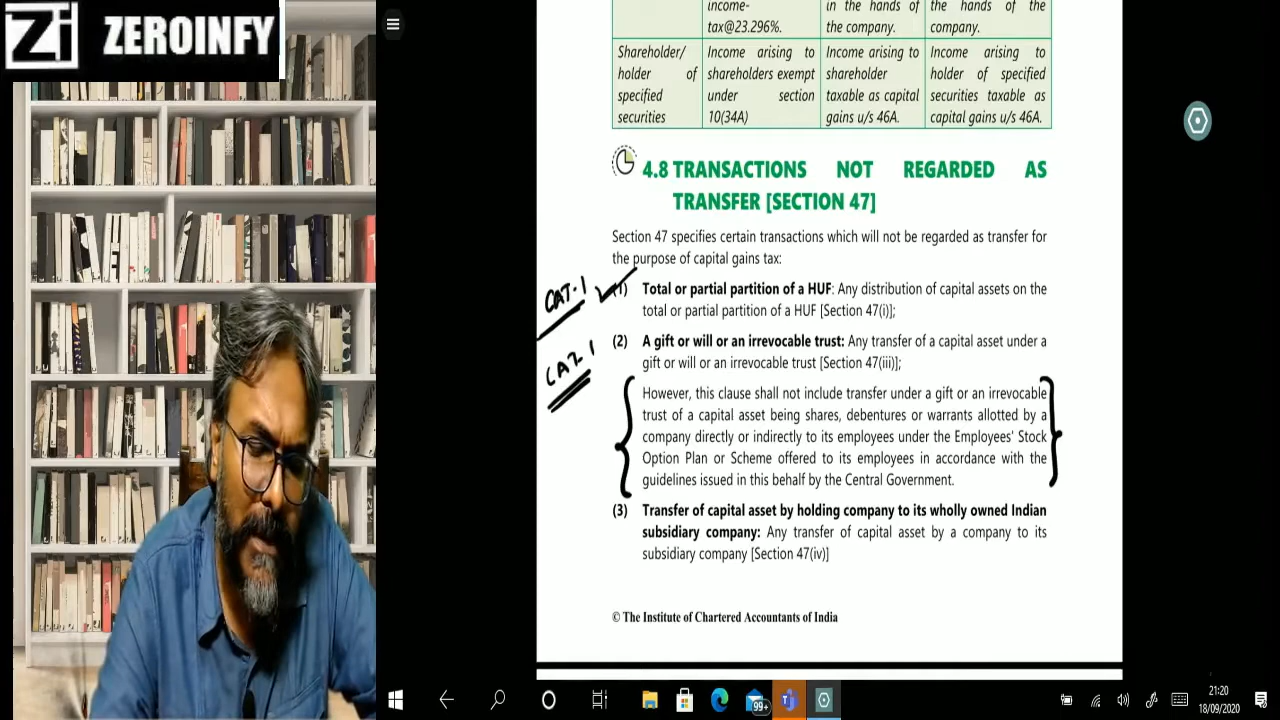 Zi ZEROINFY
income-
tax@23.296%.
in the hands of
the company.
the hands of the
company.
Shareholder/
holder of
specified
securities
Income arising to
shareholders exempt
under section
10(34A)
Income arising to
shareholder
taxable as capital
gains u/s 46A.
Income arising to
holder of specified
securities taxable as
capital gains u/s 46A.
4.8 TRANSACTIONS NOT REGARDED AS
TRANSFER [SECTION 47]
Section 47 specifies certain transactions which will not be regarded as transfer for
the purpose of capital gains tax:
CAT.1
(1) Total or partial partition of a HUF: Any distribution of capital assets on the
total or partial partition of a HUF [Section 47(i)];
CAT. 1
(2) A gift or will or an irrevocable trust: Any transfer of a capital asset under a
gift or will or an irrevocable trust [Section 47(iii)];
However, this clause shall not include transfer under a gift or an irrevocable
trust of a capital asset being shares, debentures or warrants allotted by a
company directly or indirectly to its employees under the Employees' Stock
Option Plan or Scheme offered to its employees in accordance with the
guidelines issued in this behalf by the Central Government.
(3) Transfer of capital asset by holding company to its wholly owned Indian
subsidiary company: Any transfer of capital asset by a company to its
subsidiary company [Section 47(iv)]
© The Institute of Chartered Accountants of India
99+
21:20
18/09/2020